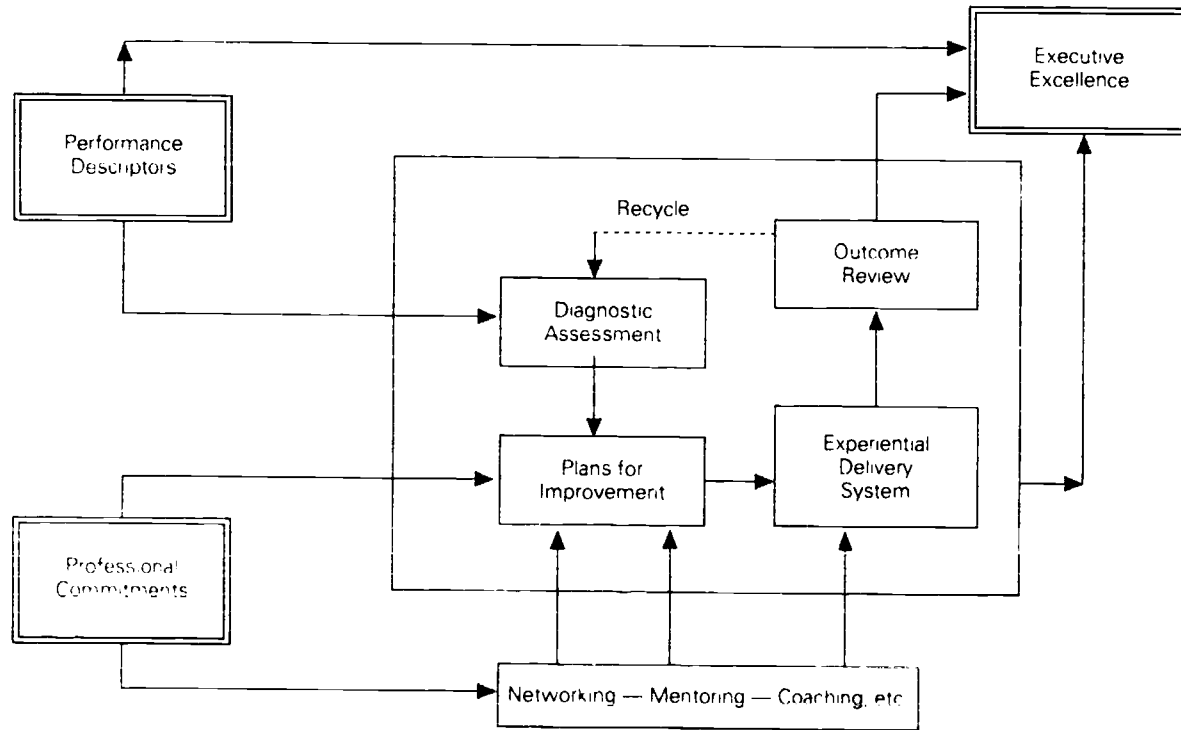 Executive
Excellence
Performance
Descriptors
Recycle
Outcome
Review
Diagnostic
Assessment
Plans for
Improvement
Experiential
Delivery
System
Professional
Commitments
Networking — Mentoring — Coaching, etc